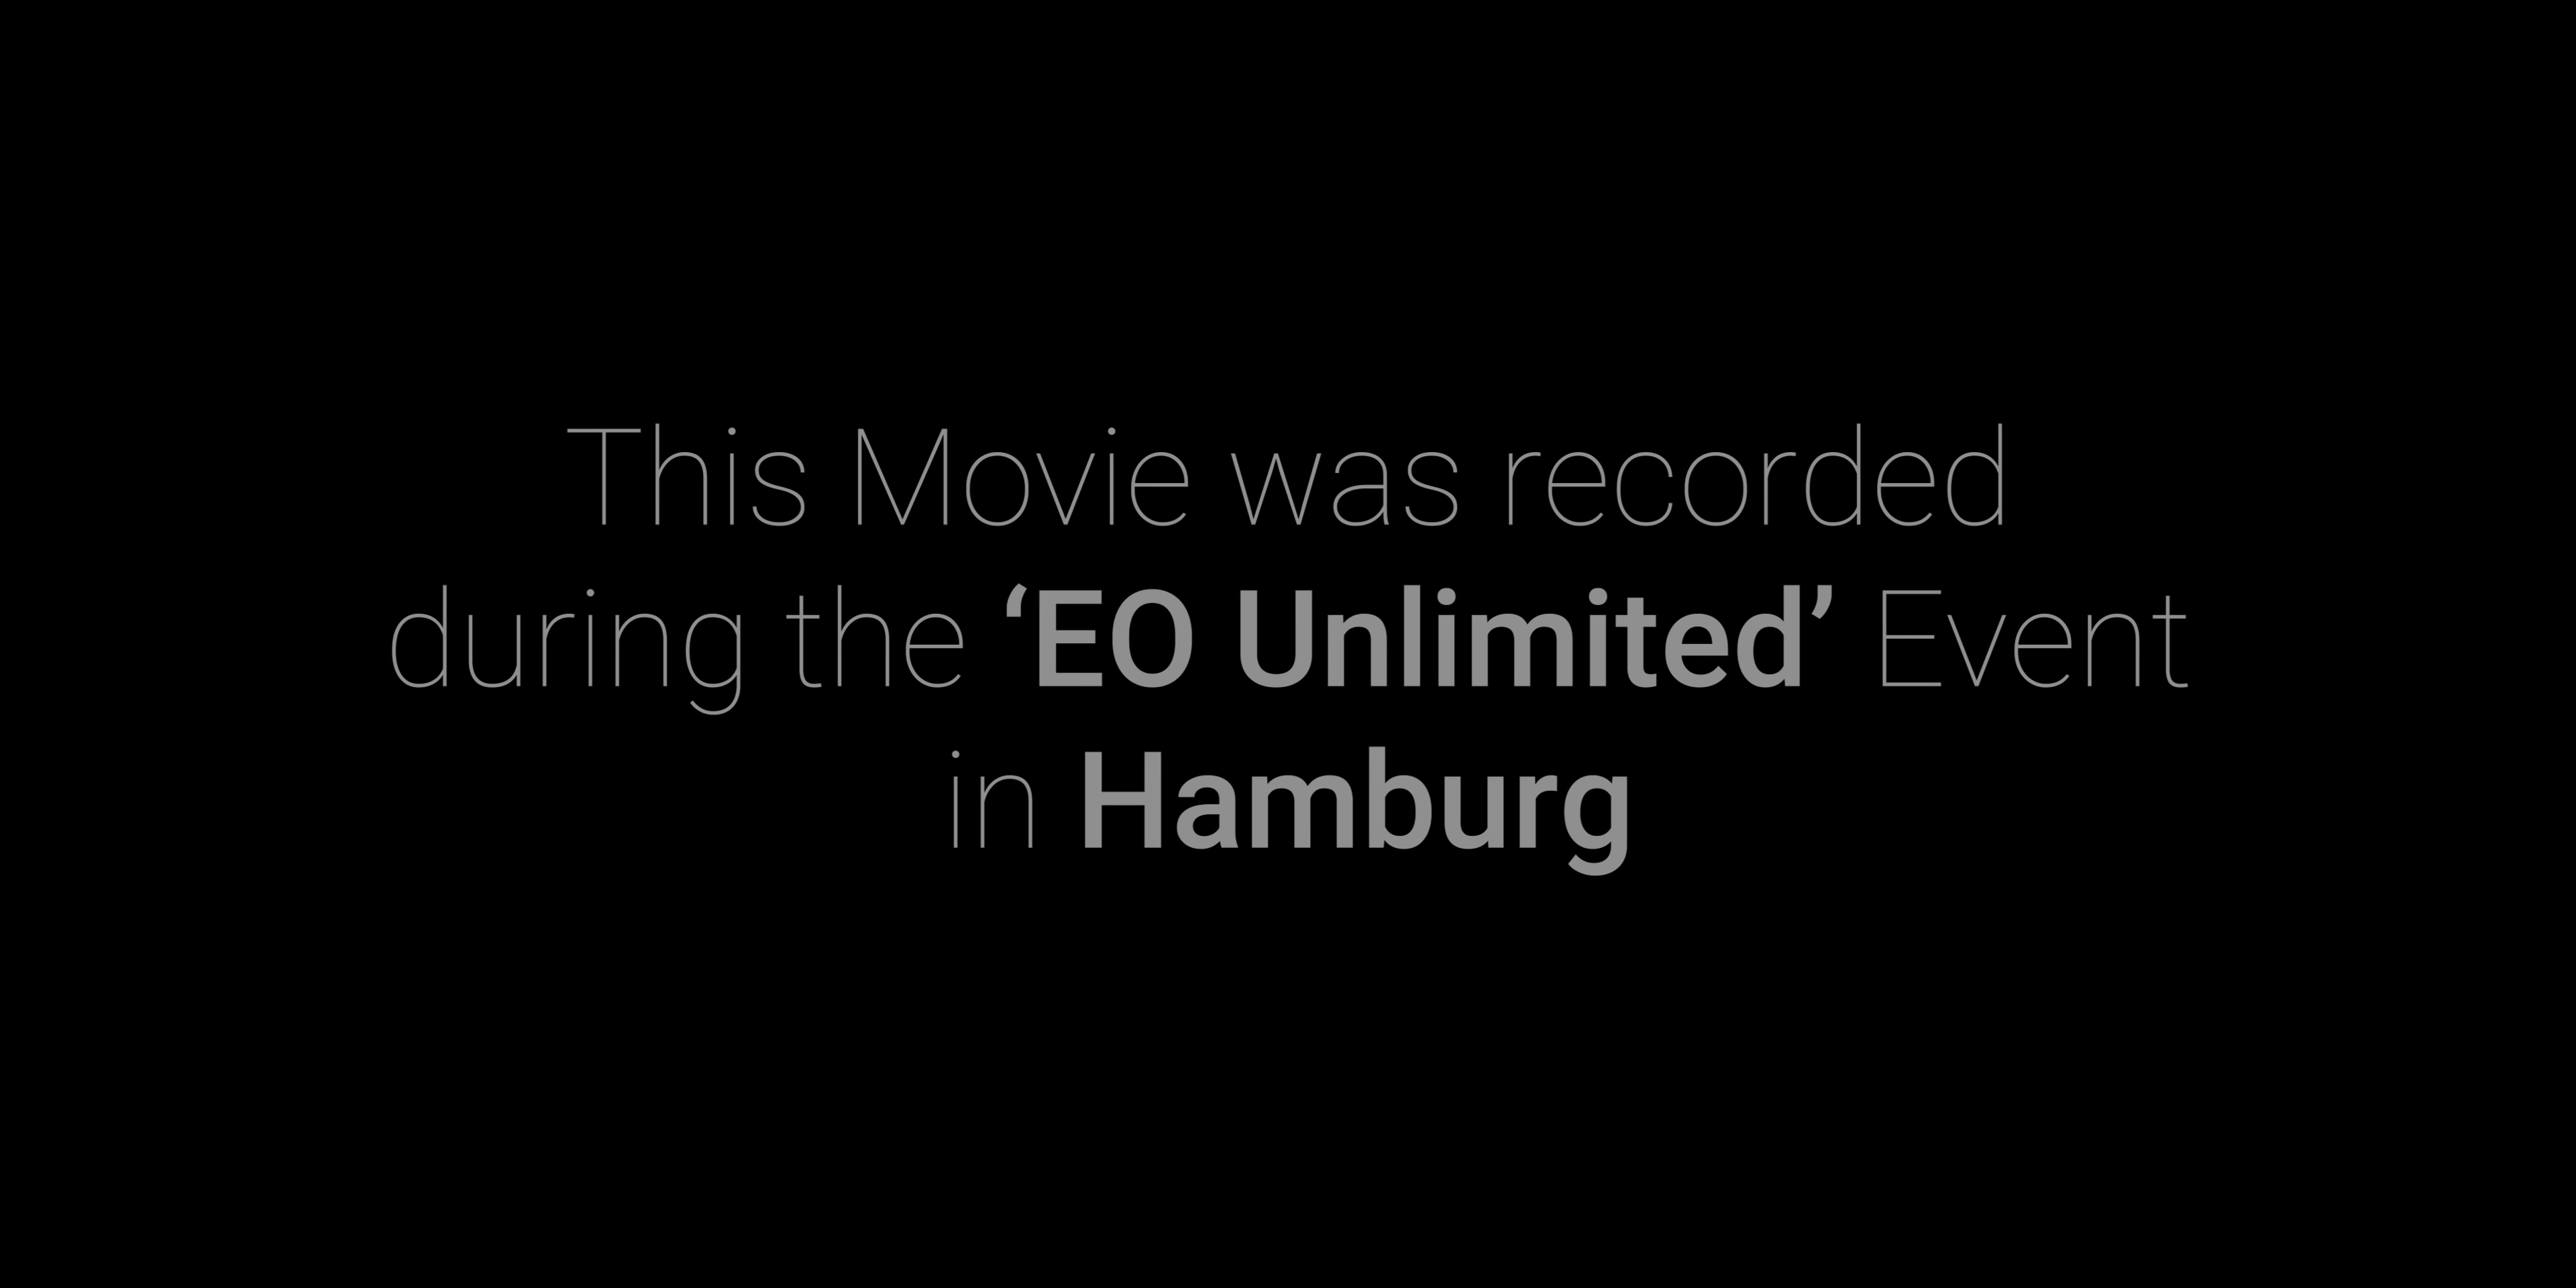 This Movie was recorded
during the ‘EO Unlimited’ Event
in Hamburg